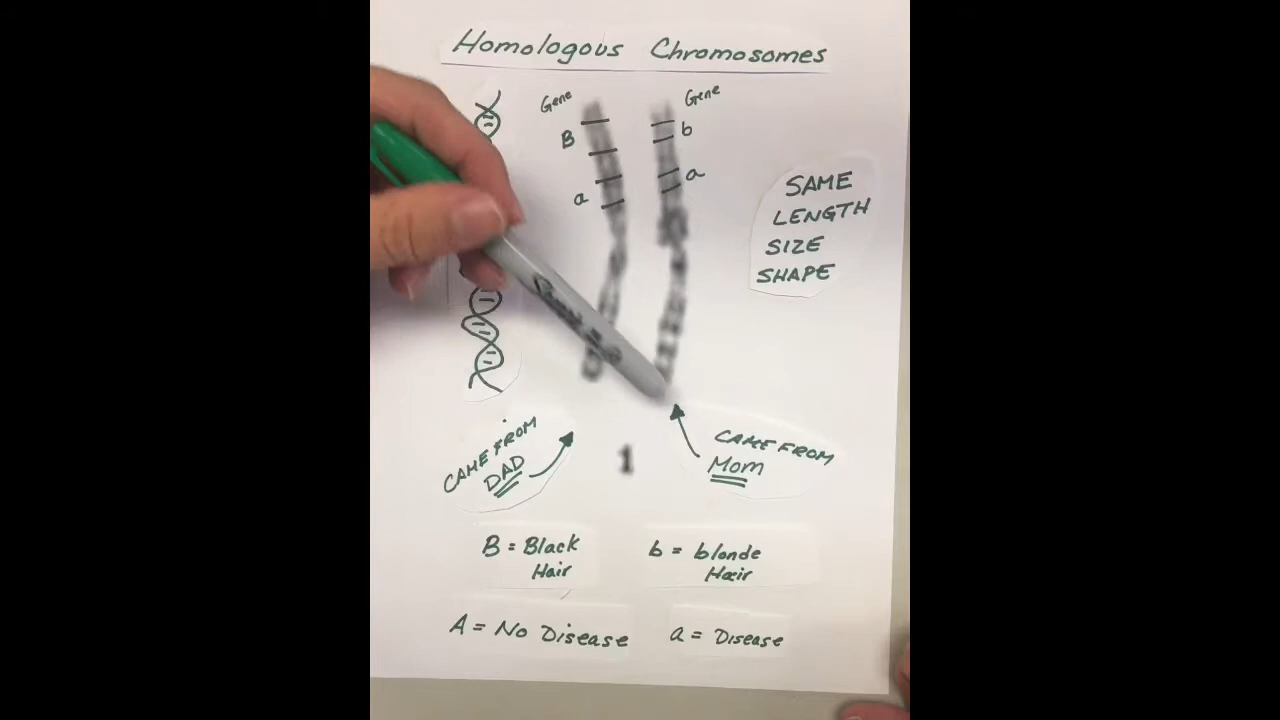 Homologous Chromosomes
Gene
Gene
B
b
a
a
SAME
LENGTH
SIZE
SHAPE
CAME FROM
DAD
CAME FROM
Mom
1
B = Black
Hair
b = blonde
Hair
A = No Disease
a = Disease